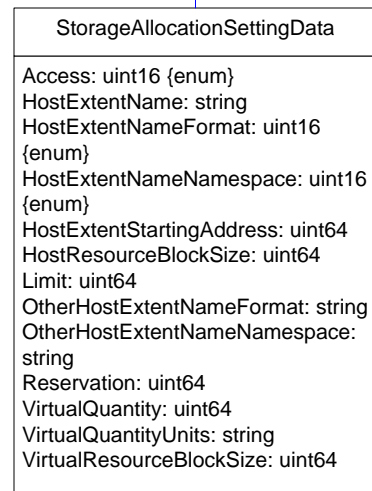 StorageAllocationSettingData
Access: uint16 {enum}
HostExtentName: string
HostExtentNameFormat: uint16
{enum}
HostExtentNameNamespace: uint16
{enum}
HostExtentStartingAddress: uint64
HostResourceBlockSize: uint64
Limit: uint64
OtherHostExtentNameFormat: string
OtherHostExtentNameNamespace:
string
Reservation: uint64
VirtualQuantity: uint64
VirtualQuantityUnits: string
VirtualResourceBlockSize: uint64